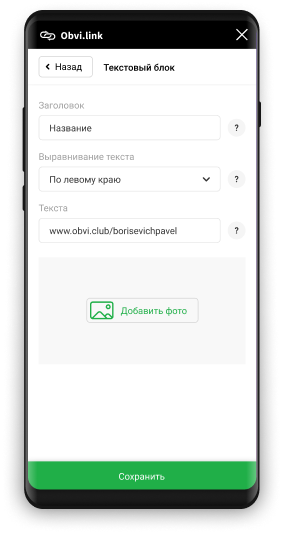 Obvi.link
Назад
Текстовый блок
Заголовок
Название
?
Выравнивание текста
По левому краю
?
Текста
www.obvi.club/borisevichpavel
?
Добавить фото
Сохранить